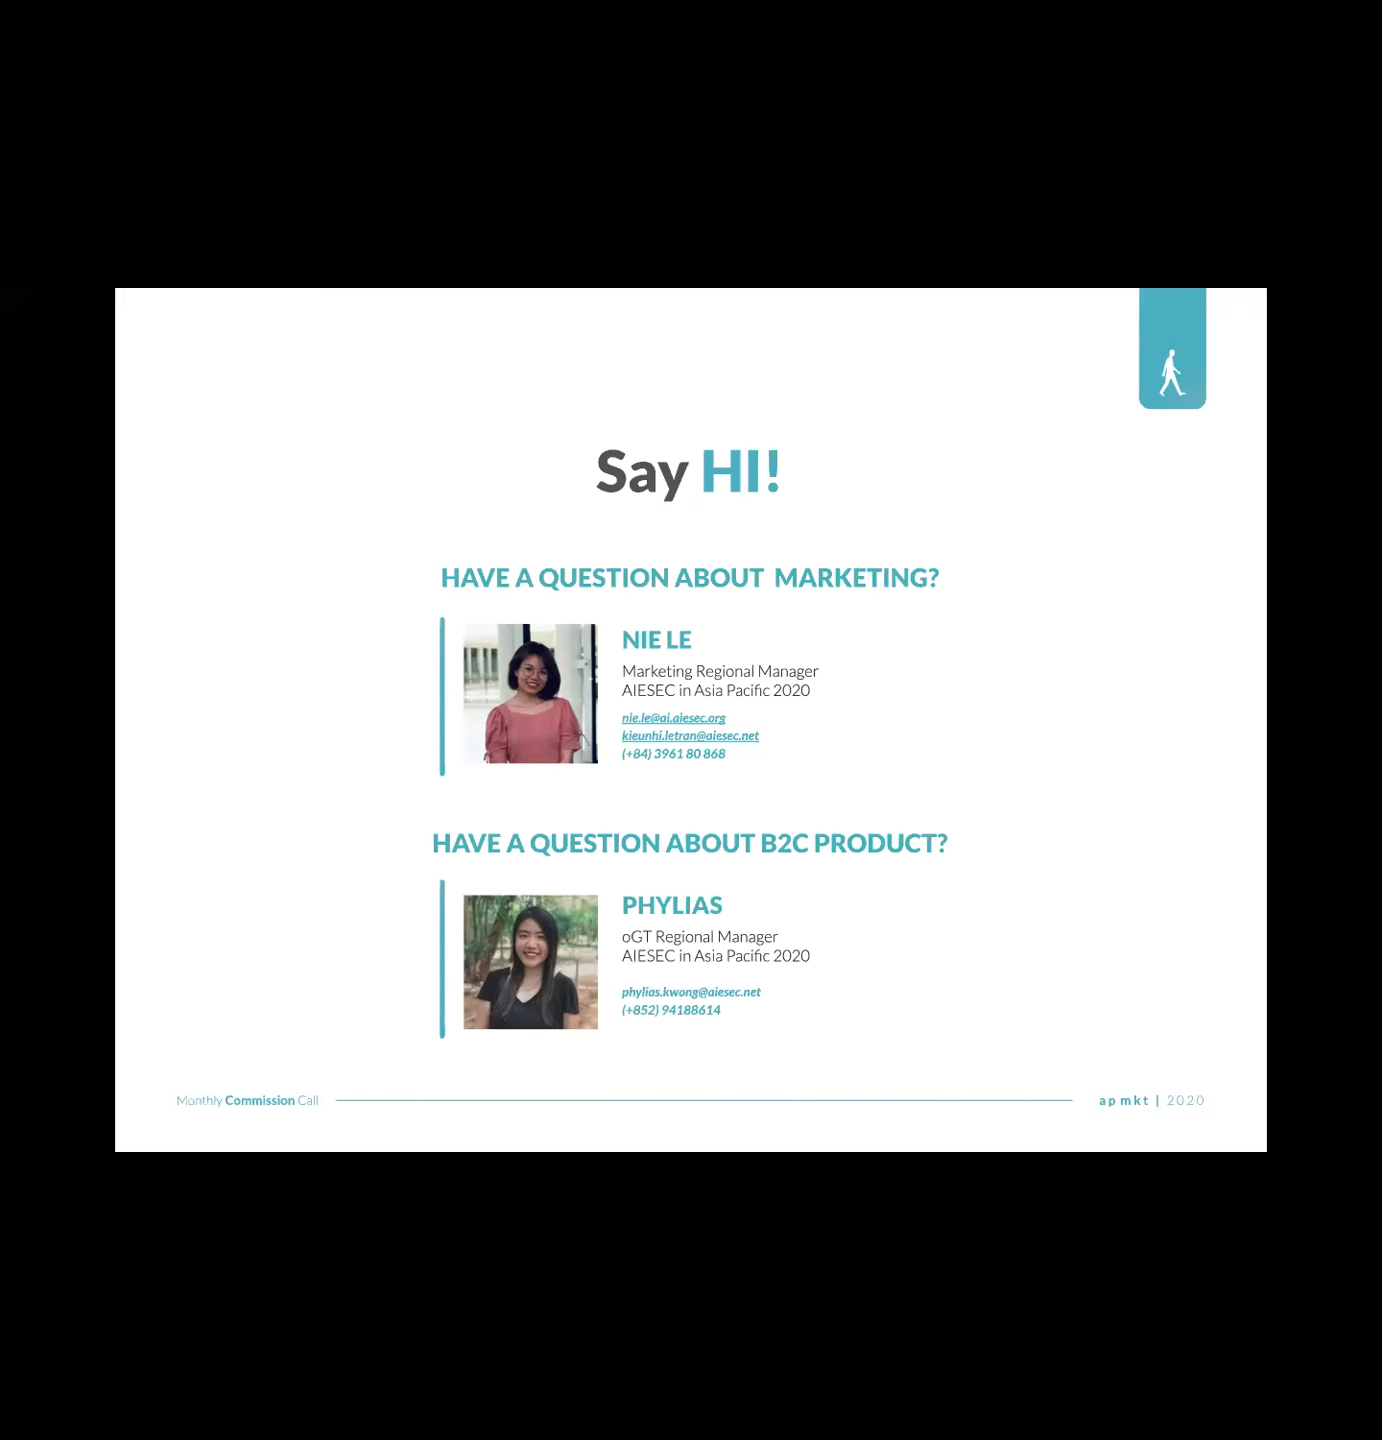 Say HI!
HAVE A QUESTION ABOUT MARKETING?
NIE LE
Marketing Regional Manager
AIESEC in Asia Pacific 2020
nie.le@ai.aiesec.org
kieunhi.letran@aiesec.net
(+84) 3961 80 868
HAVE A QUESTION ABOUT B2C PRODUCT?
PHYLIAS
oGT Regional Manager
AIESEC in Asia Pacific 2020
phylias.kwong@aiesec.net
(+852) 94188614
Monthly Commission Call
ap mkt | 2020